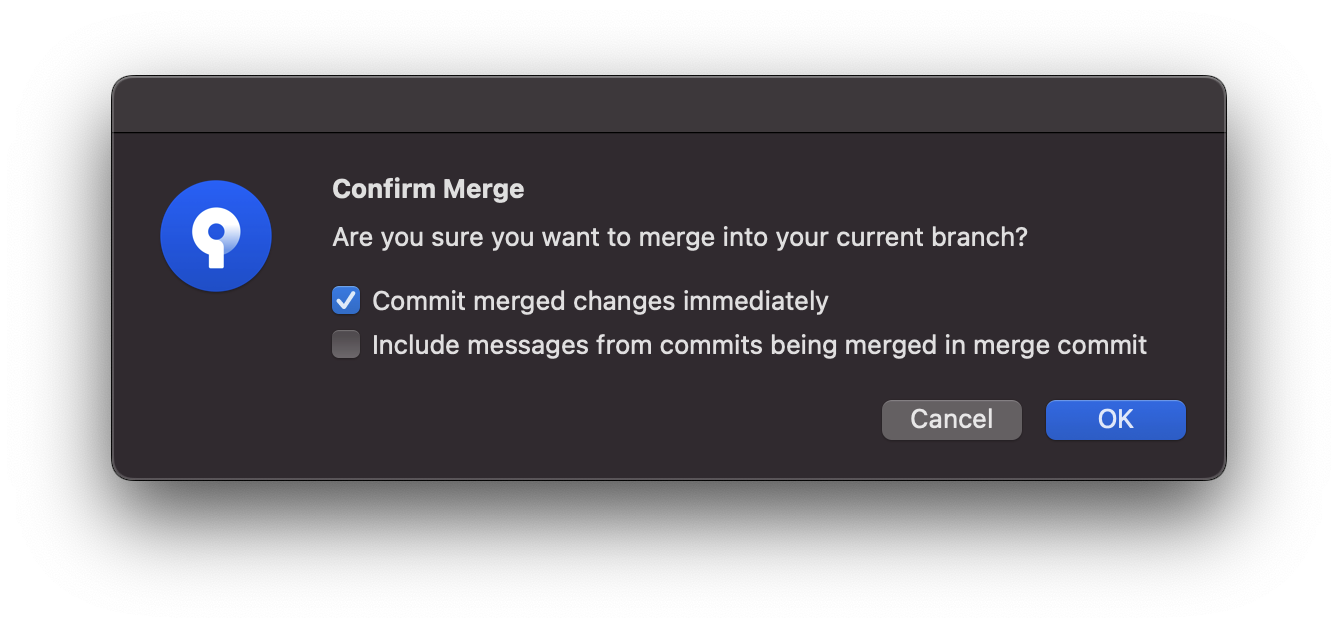 Confirm Merge
Are you sure you want to merge into your current branch?
Commit merged changes immediately
Include messages from commits being merged in merge commit
Cancel OK